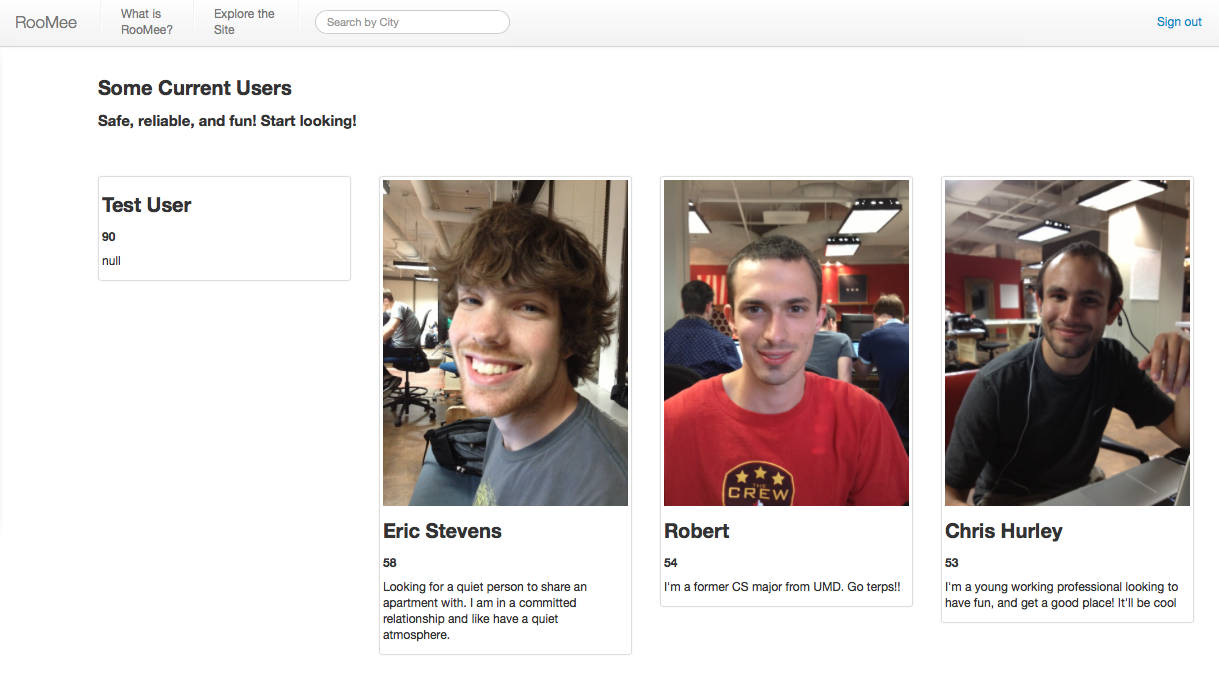 RooMee
What is
RooMee?
Explore the
Site
Search by City
Sign out
Some Current Users
Safe, reliable, and fun! Start looking!
Test User
90
null
Eric Stevens
58
Looking for a quiet person to share an
apartment with. I am in a committed
relationship and like have a quiet
atmosphere.
THE
CREW
Robert
54
I'm a former CS major from UMD. Go terps!!
Chris Hurley
53
I'm a young working professional looking to
have fun, and get a good place! It'll be cool